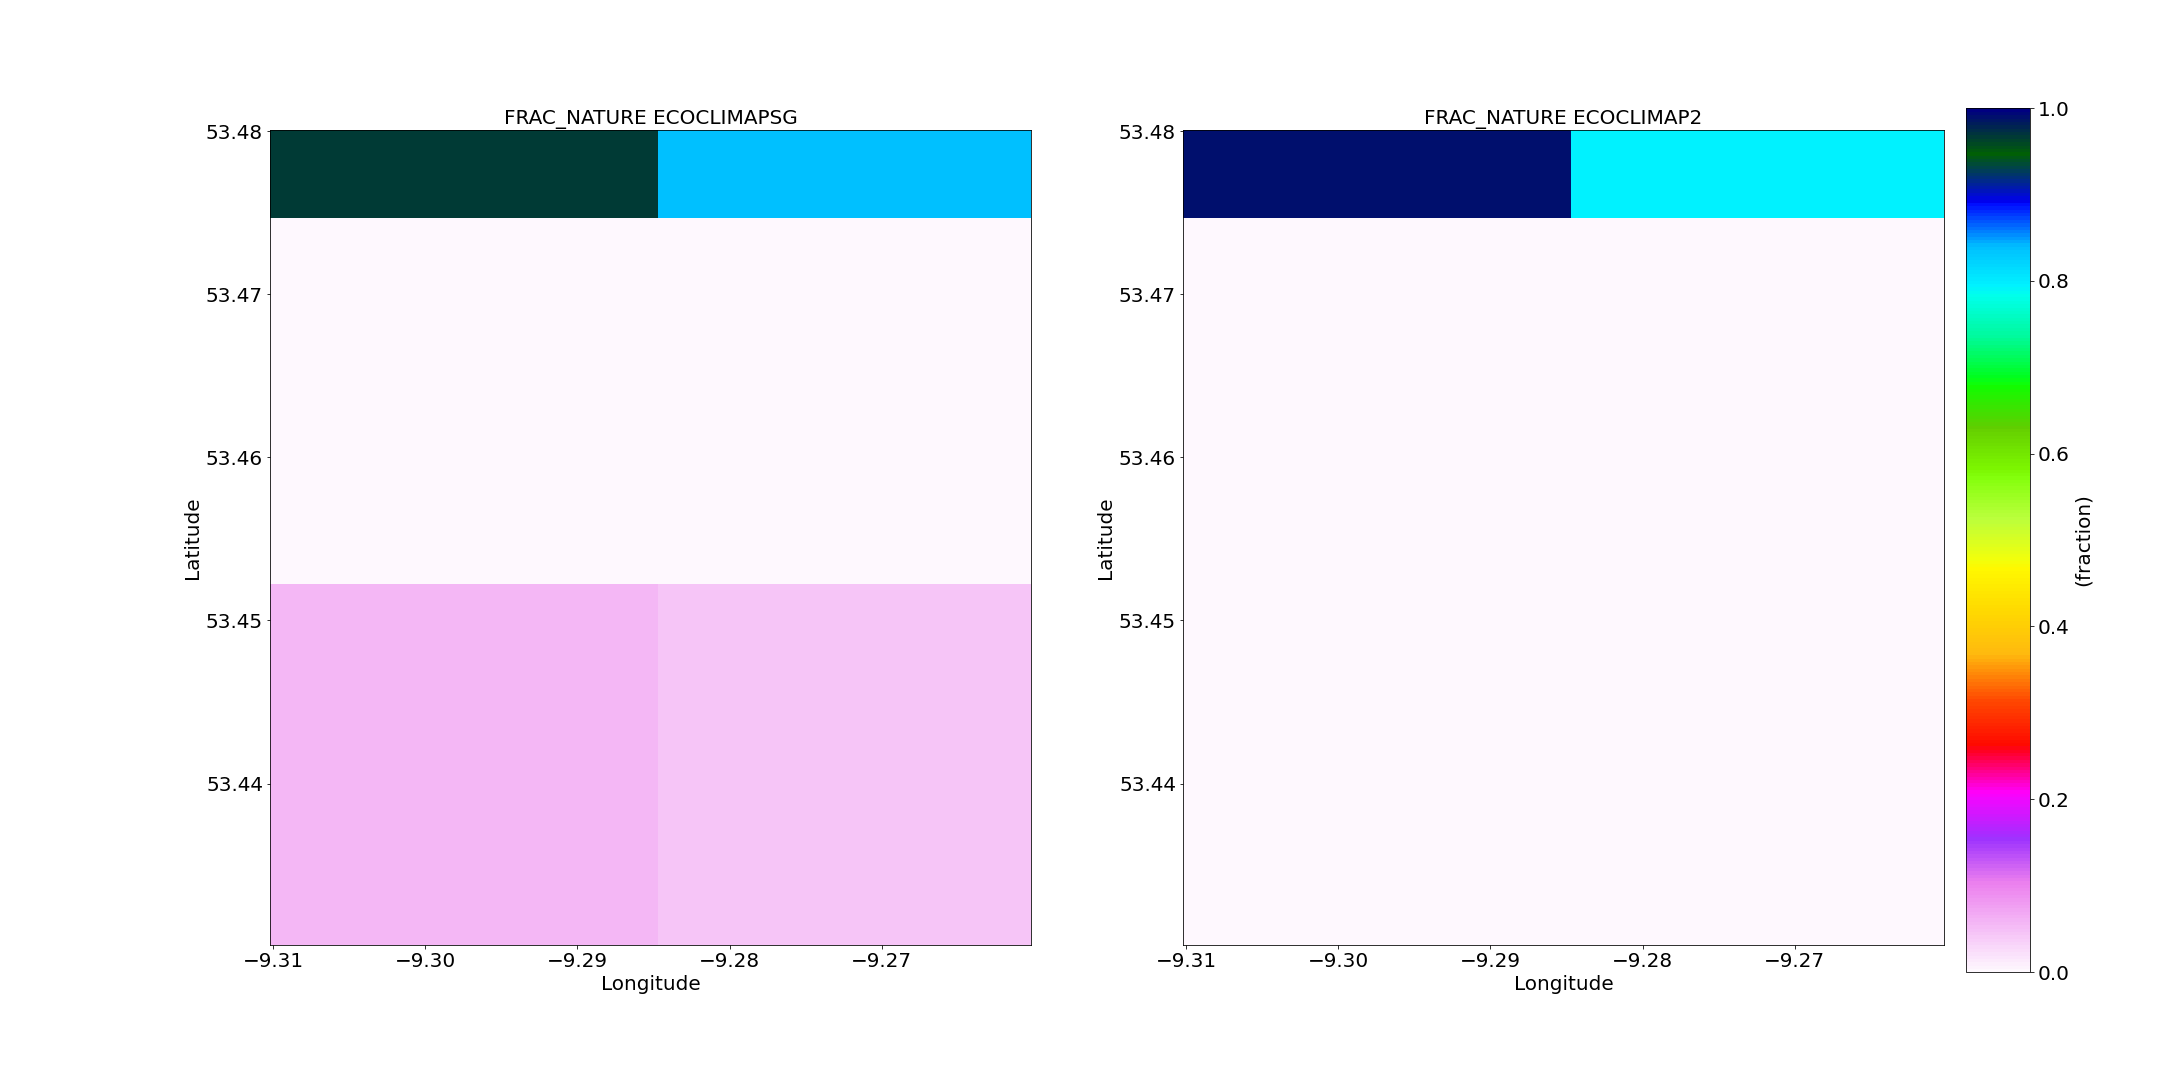 FRAC_NATURE ECOCLIMAPSG
53.48
53.47
53.46
53.45
53.44
Latitude
−9.31 −9.30 −9.29 −9.28 −9.27
Longitude
FRAC_NATURE ECOCLIMAP2
53.48
53.47
53.46
53.45
53.44
Latitude
−9.31 −9.30 −9.29 −9.28 −9.27
Longitude
1.0
0.8
0.6
0.4
0.2
0.0
(fraction)